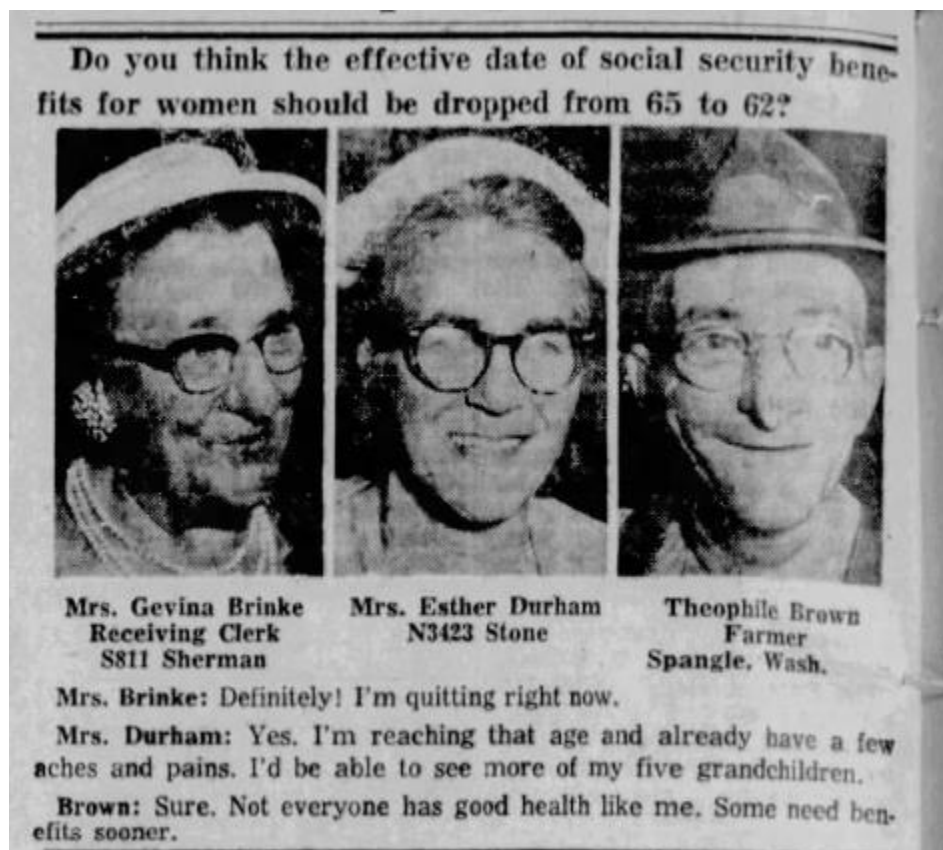 Do you think the effective date of social security bene-
fits for women should be dropped from 65 to 62?
Mrs. Gevina Brinke
Receiving Clerk
S811 Sherman
Mrs. Esther Durham
N3423 Stone
Theophile Brown
Farmer
Spangle, Wash.
Mrs. Brinke: Definitely! I'm quitting right now.
Mrs. Durham: Yes. I'm reaching that age and already have a few
aches and pains. I'd be able to see more of my five grandchildren.
Brown: Sure. Not everyone has good health like me. Some need ben-
efits sooner.